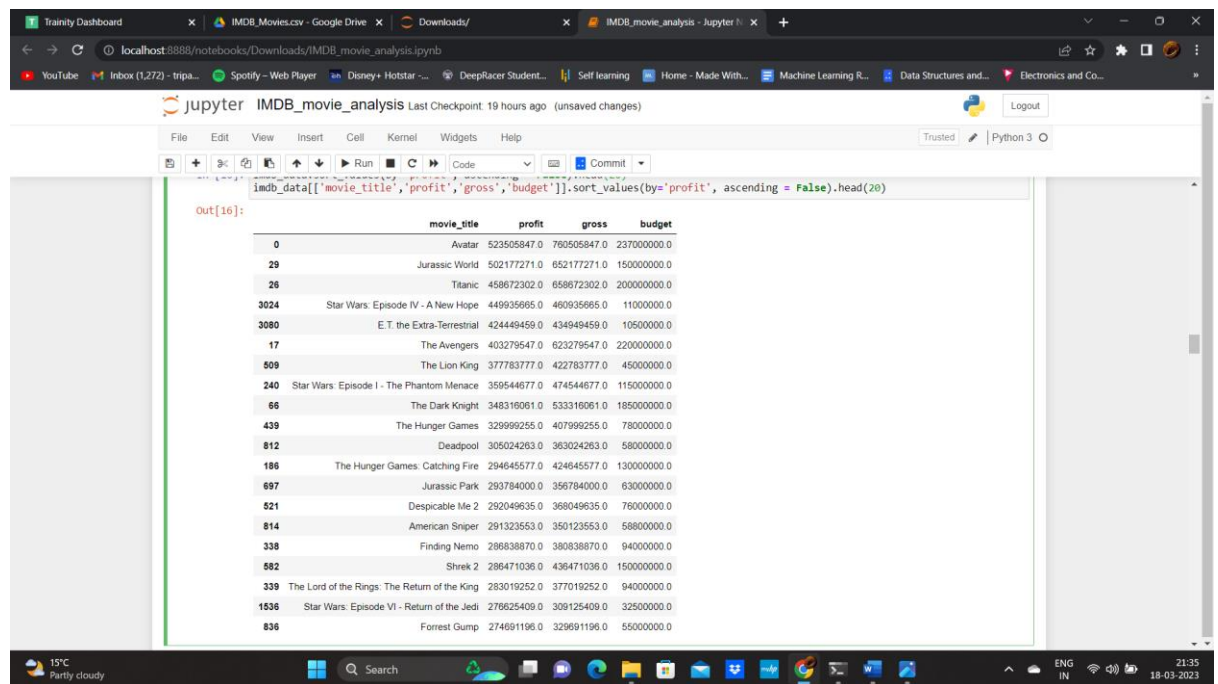 Trainity Dashboard IMDB_Movies.csv - Google Drive Downloads/ IMDB_movie_analysis - Jupyter N
localhost:8888/notebooks/Downloads/IMDB_movie_analysis.ipynb
YouTube Inbox (1,272) - tripa... Spotify – Web Player Disney+ Hotstar -... DeepRacer Student... Self learning Home - Made With... Machine Learning R... Data Structures and... Electronics and Co... »
jupyter IMDB_movie_analysis Last Checkpoint: 19 hours ago (unsaved changes) Logout
File Edit View Insert Cell Kernel Widgets Help Trusted Python 3
Run Code Commit
imdb_data[['movie_title','profit','gross','budget']].sort_values(by='profit', ascending = False).head(20)
Out[16]:
movie_title profit gross budget
0 Avatar 523505847.0 760505847.0 237000000.0
29 Jurassic World 502177271.0 652177271.0 150000000.0
26 Titanic 458672302.0 658672302.0 200000000.0
3024 Star Wars: Episode IV - A New Hope 449935665.0 460935665.0 11000000.0
3080 E.T. the Extra-Terrestrial 424449459.0 434949459.0 10500000.0
17 The Avengers 403279547.0 623279547.0 220000000.0
509 The Lion King 377783777.0 422783777.0 45000000.0
240 Star Wars: Episode I - The Phantom Menace 359544677.0 474544677.0 115000000.0
66 The Dark Knight 348316061.0 533316061.0 185000000.0
439 The Hunger Games 329999255.0 407999255.0 78000000.0
812 Deadpool 305024263.0 363024263.0 58000000.0
186 The Hunger Games: Catching Fire 294645577.0 424645577.0 130000000.0
697 Jurassic Park 293784000.0 356784000.0 63000000.0
521 Despicable Me 2 292049635.0 368049635.0 76000000.0
814 American Sniper 291323553.0 350123553.0 58800000.0
338 Finding Nemo 286838870.0 380838870.0 94000000.0
582 Shrek 2 286471036.0 436471036.0 150000000.0
339 The Lord of the Rings: The Return of the King 283019252.0 377019252.0 94000000.0
1536 Star Wars: Episode VI - Return of the Jedi 276625409.0 309125409.0 32500000.0
836 Forrest Gump 274691196.0 329691196.0 55000000.0
15°C Search ENG 21:35
Partly cloudy IN 18-03-2023